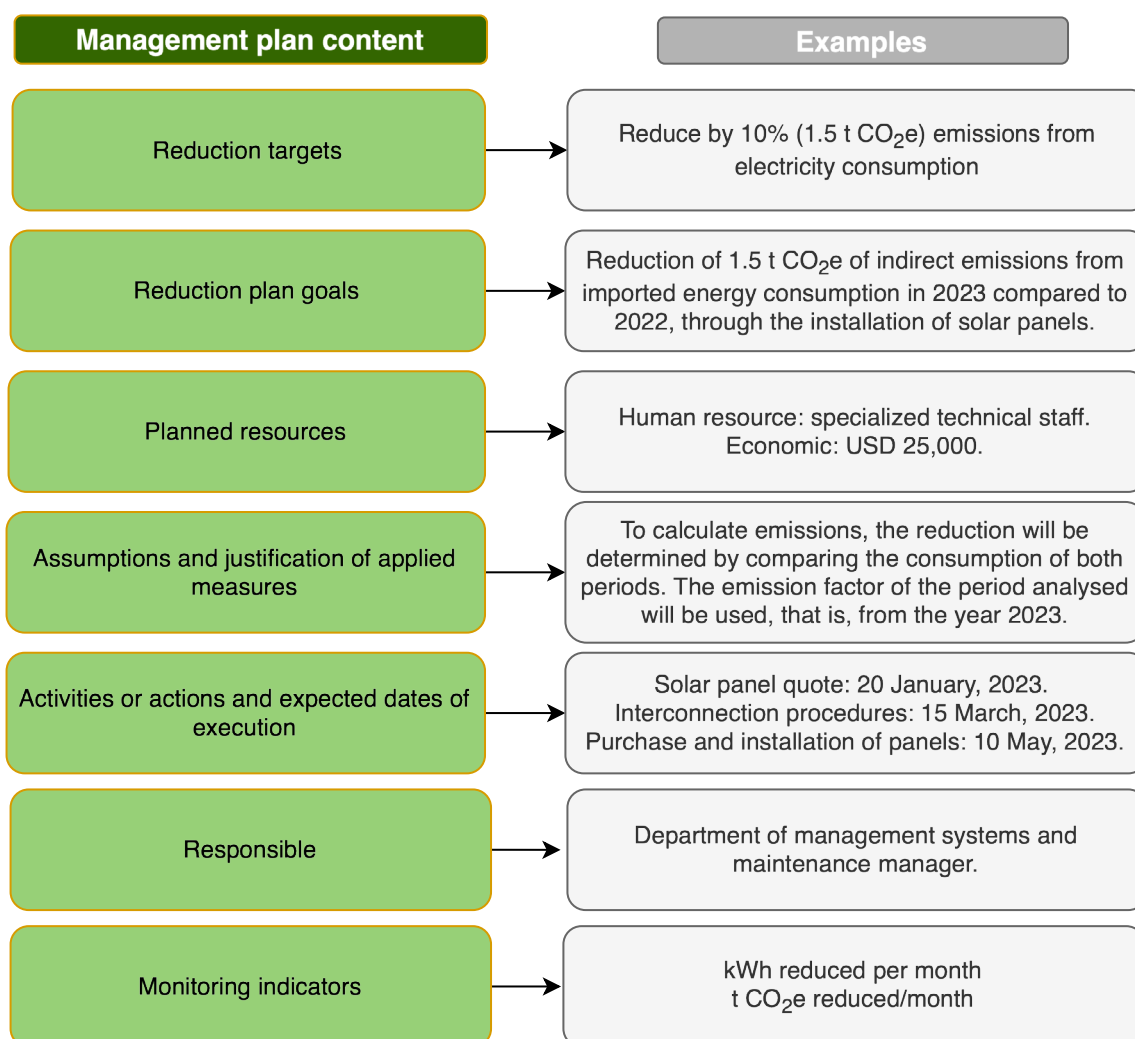 Management plan content
Examples
Reduction targets
Reduce by 10% (1.5 t CO₂e) emissions from
electricity consumption
Reduction plan goals
Reduction of 1.5 t CO₂e of indirect emissions from
imported energy consumption in 2023 compared to
2022, through the installation of solar panels.
Planned resources
Human resource: specialized technical staff.
Economic: USD 25,000.
Assumptions and justification of applied
measures
To calculate emissions, the reduction will be
determined by comparing the consumption of both
periods. The emission factor of the period analysed
will be used, that is, from the year 2023.
Activities or actions and expected dates of
execution
Solar panel quote: 20 January, 2023.
Interconnection procedures: 15 March, 2023.
Purchase and installation of panels: 10 May, 2023.
Responsible
Department of management systems and
maintenance manager.
Monitoring indicators
kWh reduced per month
t CO₂e reduced/month